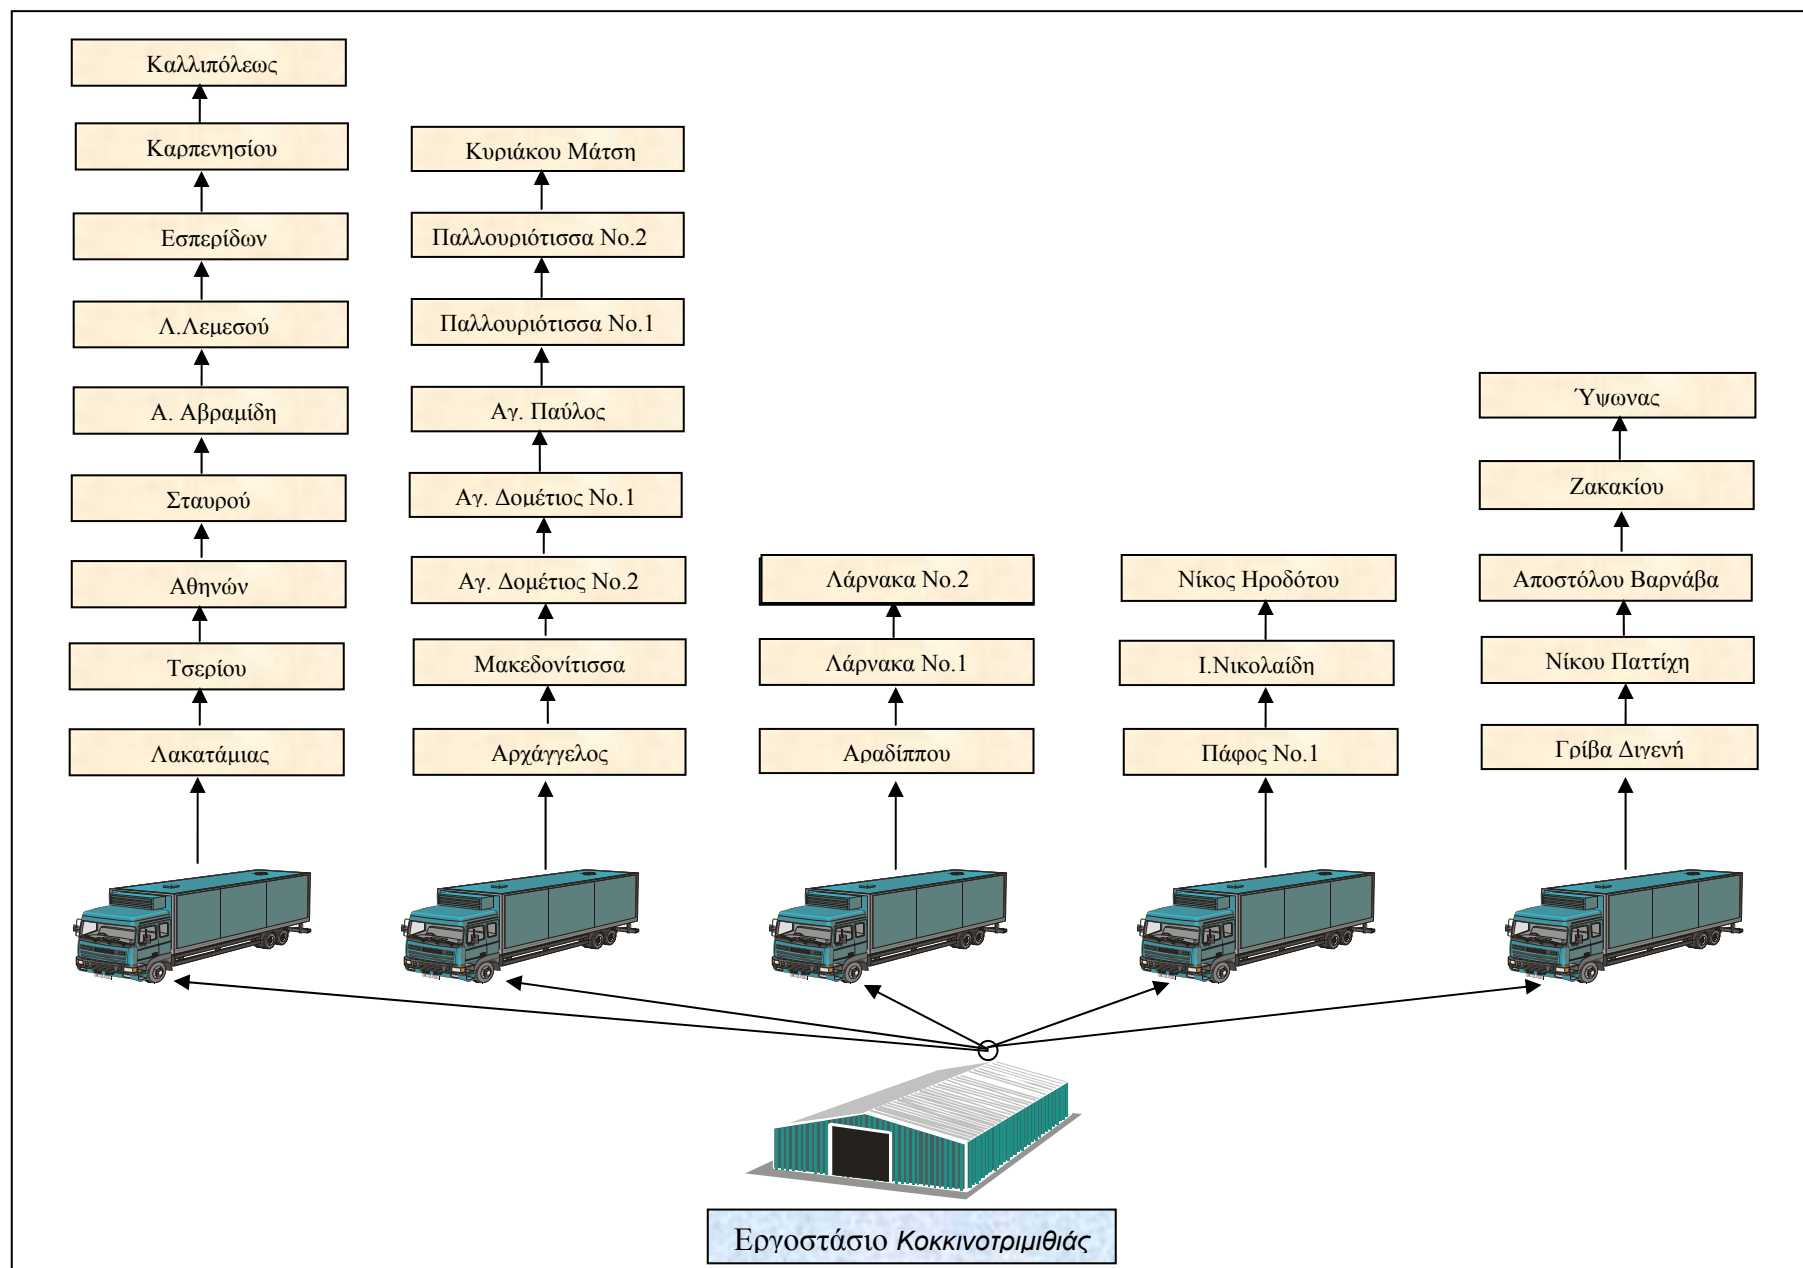 Καλλιπόλεως
Καρπενησίου
Εσπερίδων
Λ.Λεμεσού
Α. Αβραμίδη
Σταυρού
Αθηνών
Τσερίου
Λακατάμιας
Κυριάκου Μάτση
Παλλουριότισσα Νο.2
Παλλουριότισσα Νο.1
Αγ. Παύλος
Αγ. Δομέτιος Νο.1
Αγ. Δομέτιος Νο.2
Μακεδονίτισσα
Αρχάγγελος
Λάρνακα Νο.2
Λάρνακα Νο.1
Αραδίππου
Νίκος Ηροδότου
Ι.Νικολαίδη
Πάφος Νο.1
Ύψωνας
Ζακακίου
Αποστόλου Βαρνάβα
Νίκου Παττίχη
Γρίβα Διγενή
Εργοστάσιο Κοκκινοτριμιθιάς